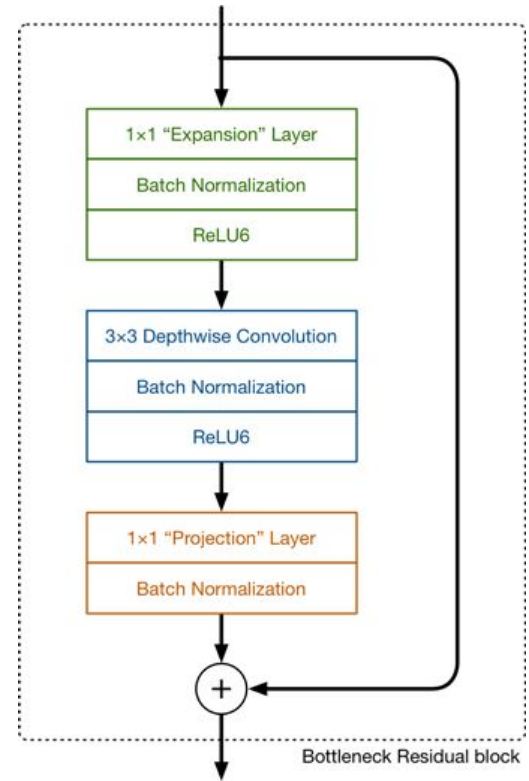 1×1 “Expansion” Layer
Batch Normalization
ReLU6
3×3 Depthwise Convolution
Batch Normalization
ReLU6
1×1 “Projection” Layer
Batch Normalization
+
Bottleneck Residual block